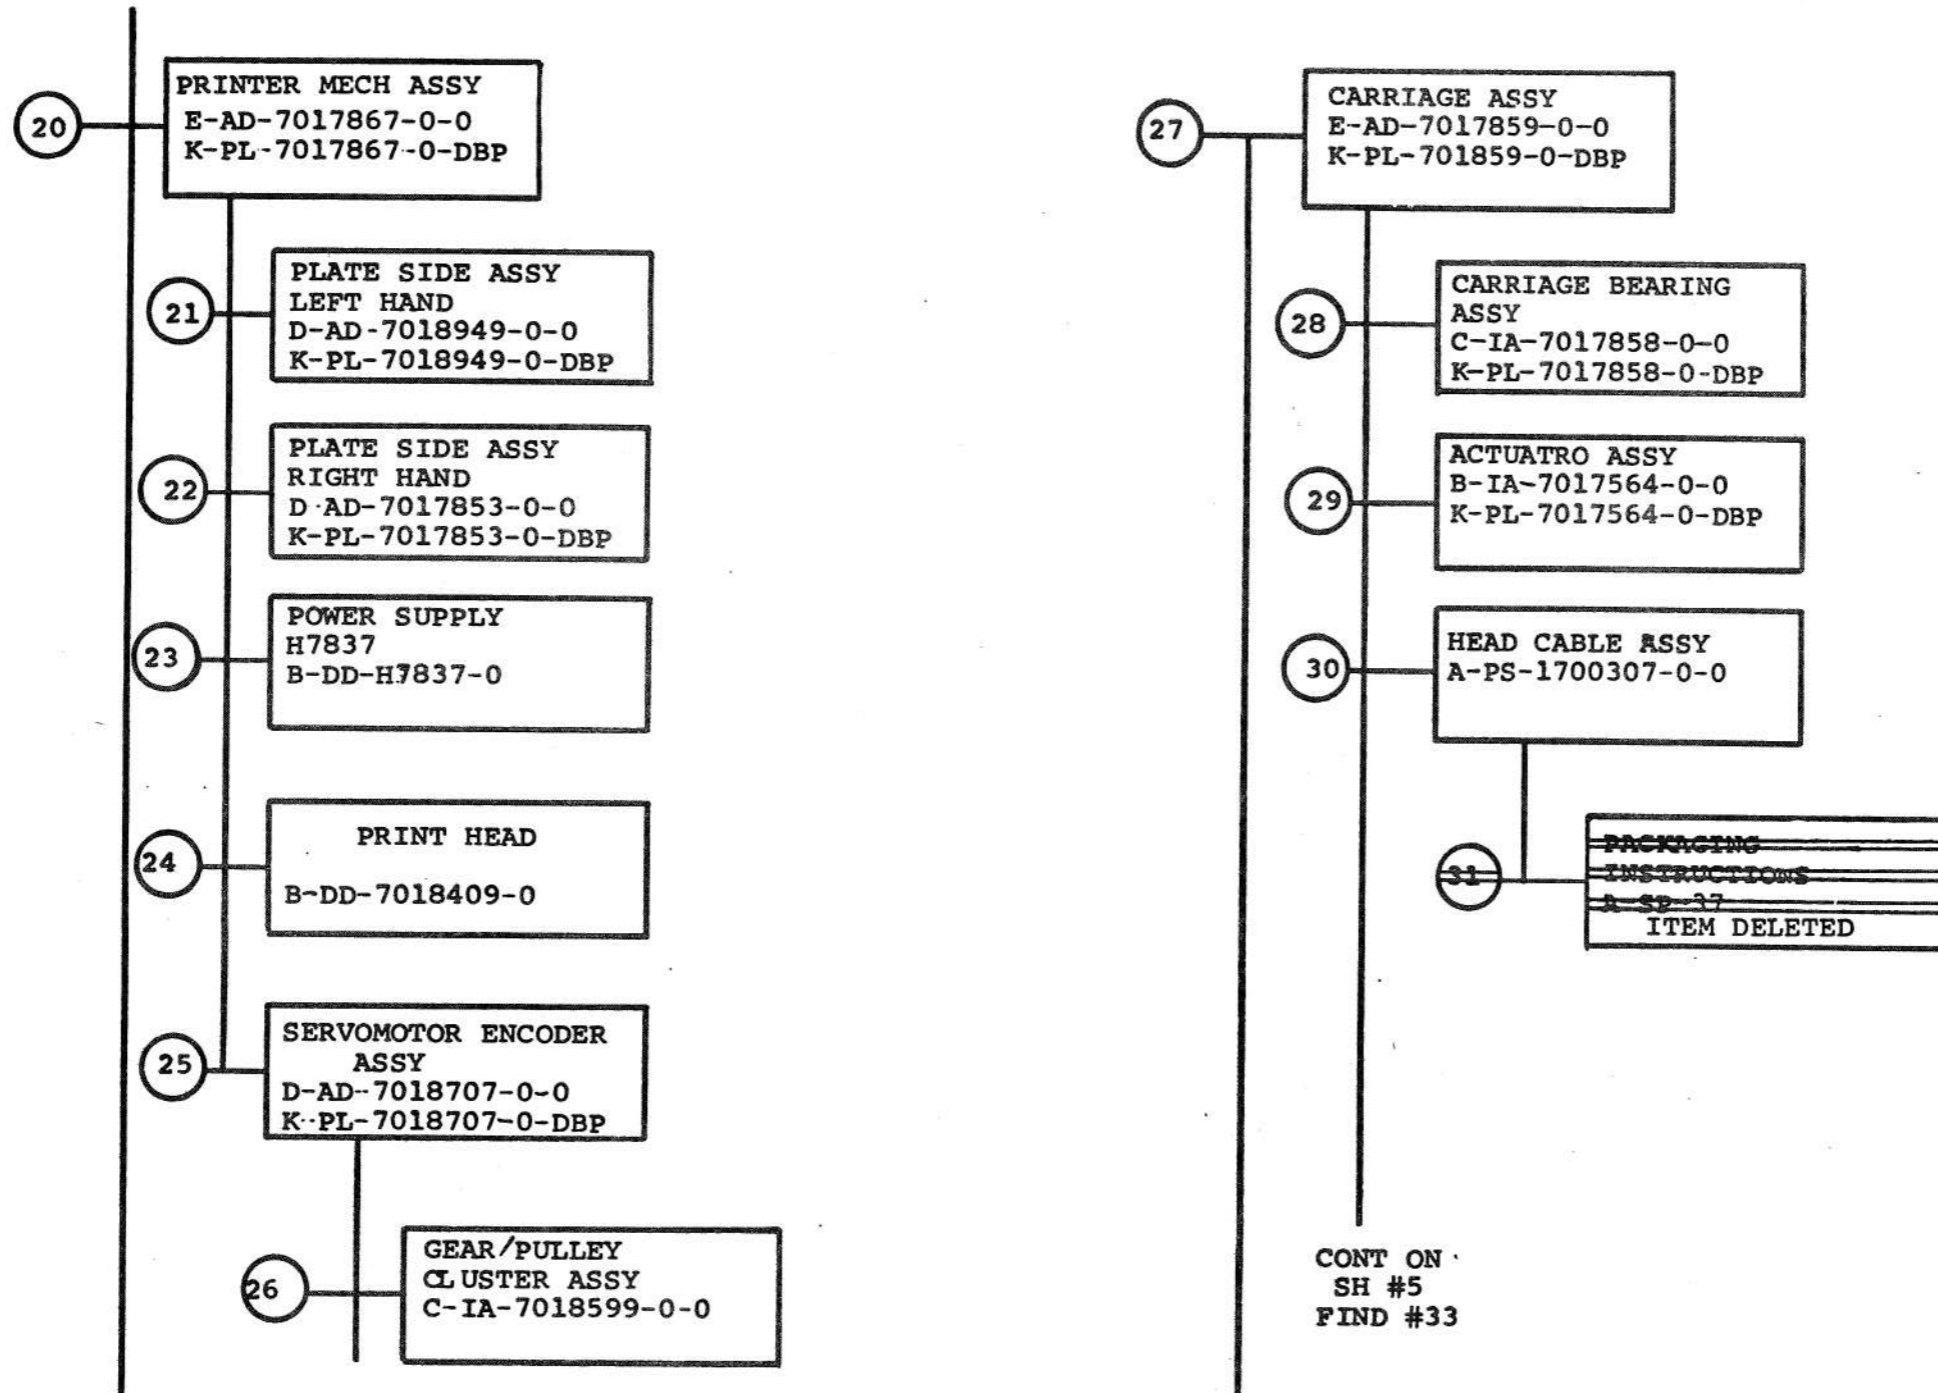 20
PRINTER MECH ASSY
E-AD-7017867-0-0
K-PL-7017867-0-DBP
21
PLATE SIDE ASSY
LEFT HAND
D-AD-7018949-0-0
K-PL-7018949-0-DBP
22
PLATE SIDE ASSY
RIGHT HAND
D-AD-7017853-0-0
K-PL-7017853-0-DBP
23
POWER SUPPLY
H7837
B-DD-H7837-0
24
PRINT HEAD
B-DD-7018409-0
25
SERVOMOTOR ENCODER
ASSY
D-AD-7018707-0-0
K-PL-7018707-0-DBP
26
GEAR/PULLEY
CLUSTER ASSY
C-IA-7018599-0-0
27
CARRIAGE ASSY
E-AD-7017859-0-0
K-PL-701859-0-DBP
28
CARRIAGE BEARING
ASSY
C-IA-7017858-0-0
K-PL-7017858-0-DBP
29
ACTUATRO ASSY
B-IA-7017564-0-0
K-PL-7017564-0-DBP
30
HEAD CABLE ASSY
A-PS-1700307-0-0
31
PACKAGING
INSTRUCTIONS
A-SP-37
ITEM DELETED
CONT ON
SH #5
FIND #33